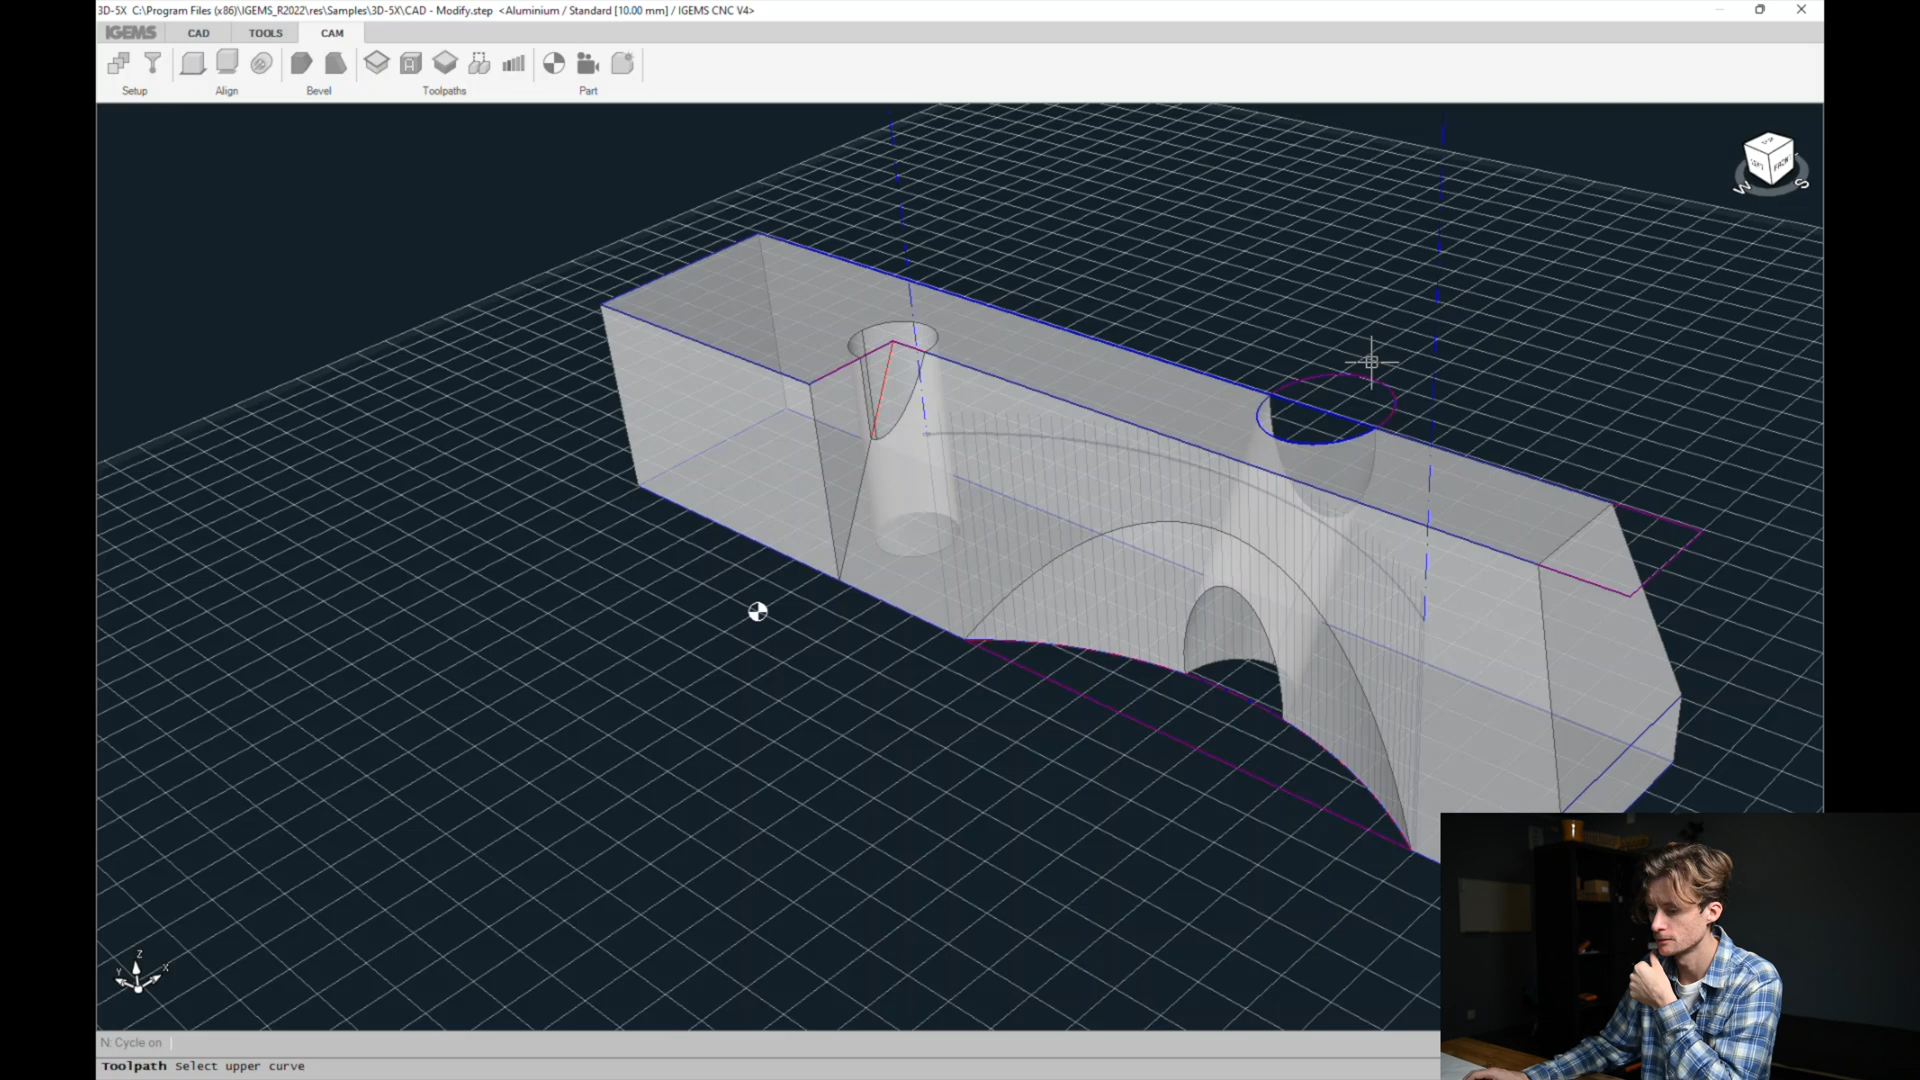 3D-5X C:\Program Files (x86)\IGEMS_R2022\res\Samples\3D-5X\CAD - Modify.step <Aluminium / Standard [10.00 mm] / IGEMS CNC V4>
IGEMS CAD TOOLS CAM
Setup Align Bevel Toolpaths Part
W S
Z
Y X
N: Cycle on
Toolpath Select upper curve